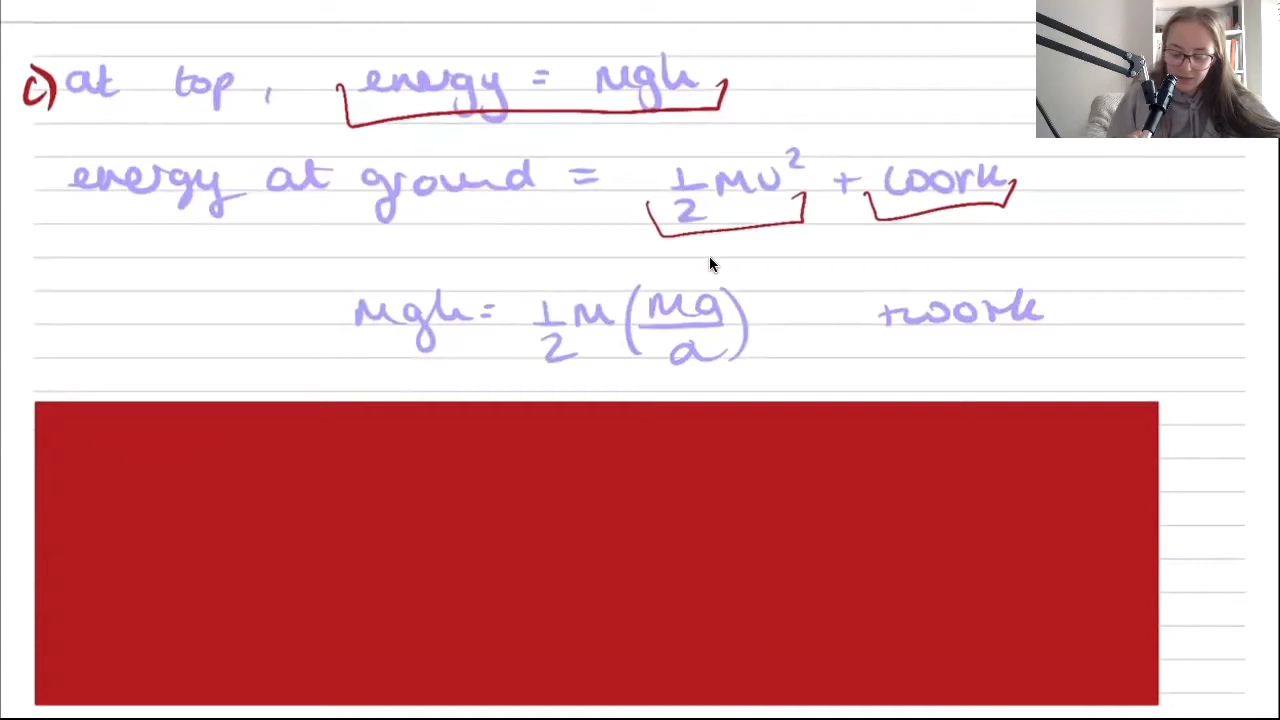 c) at top, energy = mgh
energy at ground = 1/2 mv² + work
mgh = 1/2 m (mg/a) + work